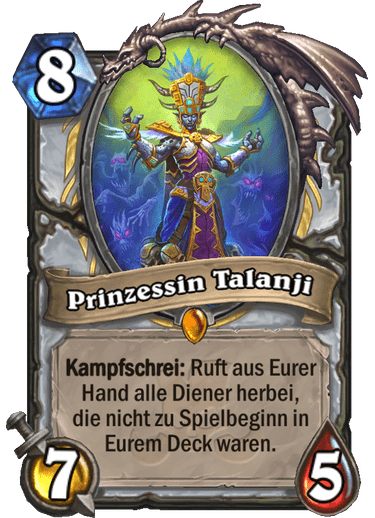 8
Prinzessin Talanji
Kampfschrei: Ruft aus Eurer
Hand alle Diener herbei,
die nicht zu Spielbeginn in
Eurem Deck waren.
7
5